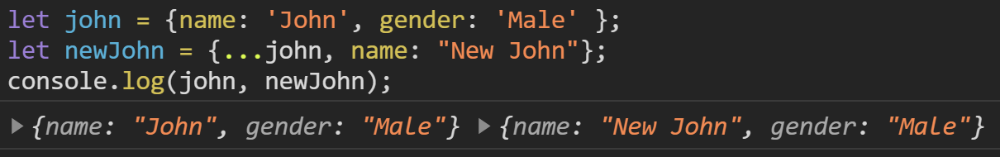 let john = {name: 'John', gender: 'Male' };
let newJohn = {...john, name: "New John"};
console.log(john, newJohn);
{name: "John", gender: "Male"} {name: "New John", gender: "Male"}